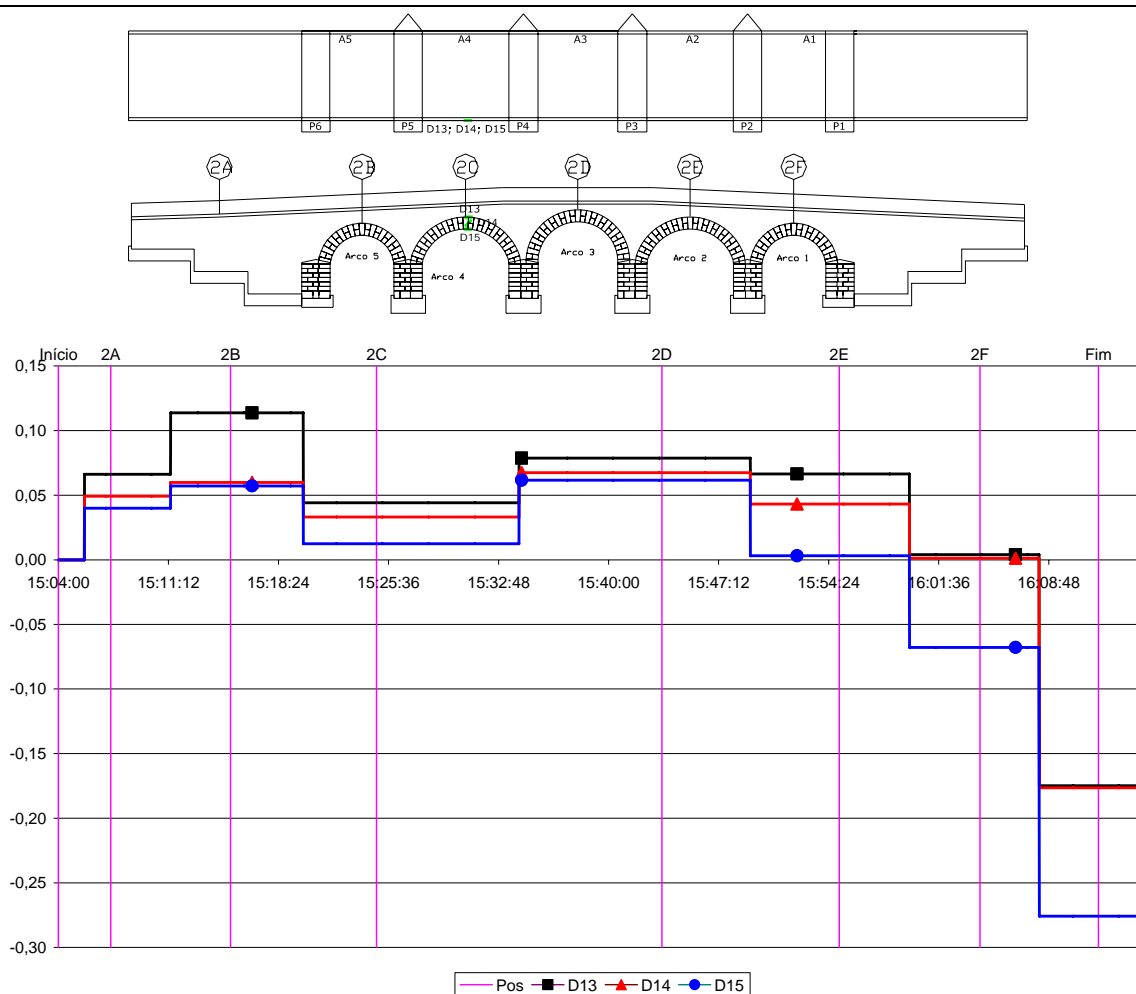 A5 A4 A3 A2 A1
P6 P5 D13; D14; D15 P4 P3 P2 P1
2A 2B 2C 2D 2E 2F
D13
D14
D15
Arco 5 Arco 4 Arco 3 Arco 2 Arco 1
Início 2A 2B 2C 2D 2E 2F Fim
0,15
0,10
0,05
0,00
15:04:00 15:11:12 15:18:24 15:25:36 15:32:48 15:40:00 15:47:12 15:54:24 16:01:36 16:08:48
-0,05
-0,10
-0,15
-0,20
-0,25
-0,30
Pos D13 D14 D15